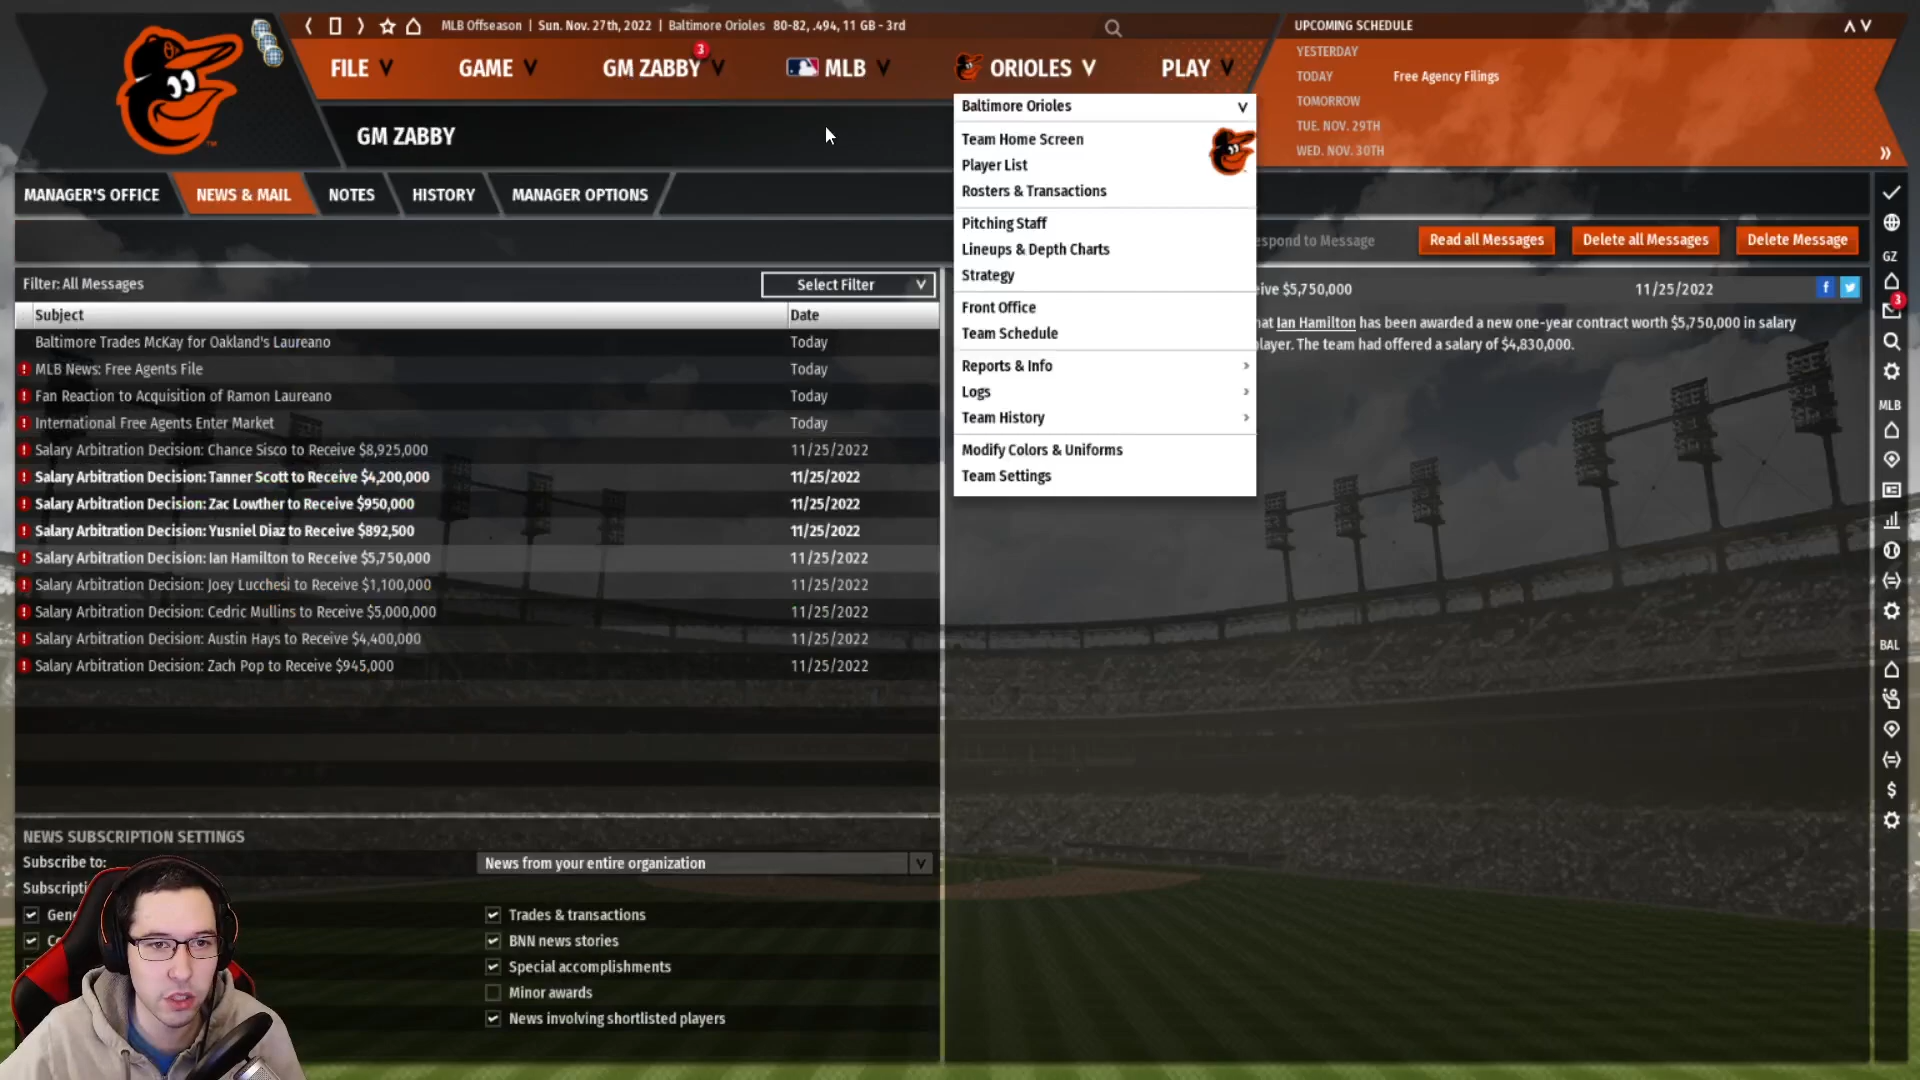 MLB Offseason | Sun. Nov. 27th, 2022 | Baltimore Orioles 80-82, .494, 11 GB - 3rd
FILE
GAME
GM ZABBY
3
MLB
ORIOLES
PLAY
GM ZABBY
UPCOMING SCHEDULE
YESTERDAY
TODAY Free Agency Filings
TOMORROW
TUE. NOV. 29TH
WED. NOV. 30TH
MANAGER'S OFFICE
NEWS & MAIL
NOTES
HISTORY
MANAGER OPTIONS
Baltimore Orioles
Team Home Screen
Player List
Rosters & Transactions
Pitching Staff
Lineups & Depth Charts
Strategy
Front Office
Team Schedule
Reports & Info
Logs
Team History
Modify Colors & Uniforms
Team Settings
spond to Message
Read all Messages
Delete all Messages
Delete Message
Filter: All Messages
Select Filter
Subject Date
Baltimore Trades McKay for Oakland's Laureano Today
MLB News: Free Agents File Today
Fan Reaction to Acquisition of Ramon Laureano Today
International Free Agents Enter Market Today
Salary Arbitration Decision: Chance Sisco to Receive $8,925,000 11/25/2022
Salary Arbitration Decision: Tanner Scott to Receive $4,200,000 11/25/2022
Salary Arbitration Decision: Zac Lowther to Receive $950,000 11/25/2022
Salary Arbitration Decision: Yusniel Diaz to Receive $892,500 11/25/2022
Salary Arbitration Decision: Ian Hamilton to Receive $5,750,000 11/25/2022
Salary Arbitration Decision: Joey Lucchesi to Receive $1,100,000 11/25/2022
Salary Arbitration Decision: Cedric Mullins to Receive $5,000,000 11/25/2022
Salary Arbitration Decision: Austin Hays to Receive $4,400,000 11/25/2022
Salary Arbitration Decision: Zach Pop to Receive $945,000 11/25/2022
ive $5,750,000 11/25/2022
at Ian Hamilton has been awarded a new one-year contract worth $5,750,000 in salary
layer. The team had offered a salary of $4,830,000.
GZ
3
MLB
BAL
NEWS SUBSCRIPTION SETTINGS
Subscribe to: News from your entire organization
Subscripti
Gene
Trades & transactions
BNN news stories
Special accomplishments
Minor awards
News involving shortlisted players